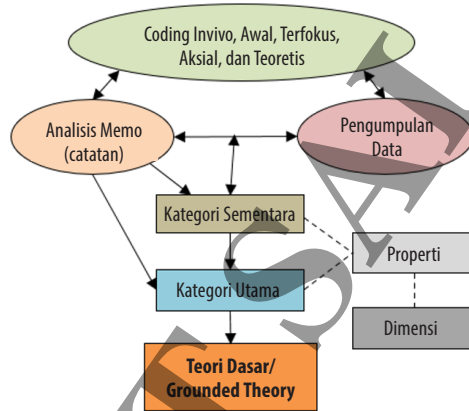 Coding Invivo, Awal, Terfokus,
Aksial, dan Teoretis
Analisis Memo
(catatan)
Pengumpulan
Data
Kategori Sementara
Properti
Kategori Utama
Dimensi
Teori Dasar/
Grounded Theory